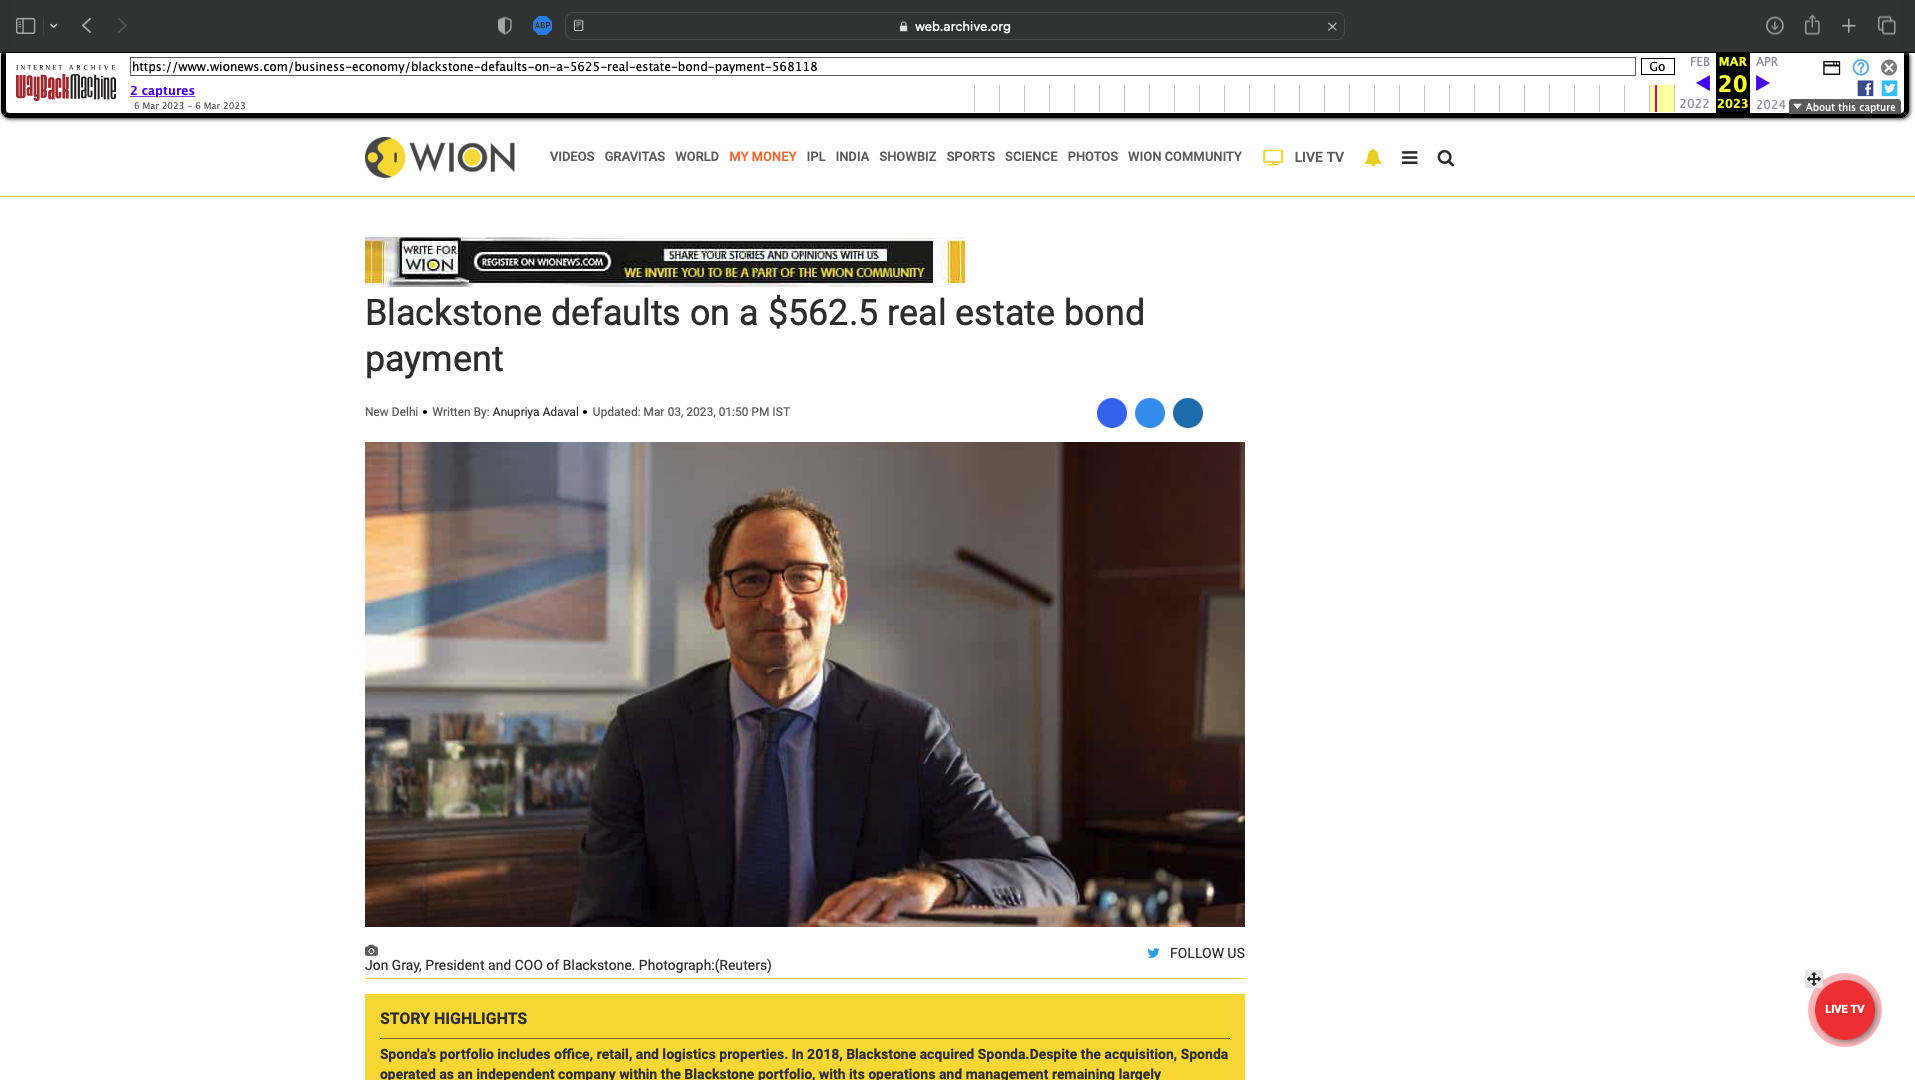 web.archive.org
INTERNET ARCHIVE
WayBackMachine
https://www.wionews.com/business-economy/blackstone-defaults-on-a-5625-real-estate-bond-payment-568118
Go
2 captures
6 Mar 2023 – 6 Mar 2023
FEB MAR APR
20
2022 2023 2024
About this capture
ABP
WION
VIDEOS GRAVITAS WORLD MY MONEY IPL INDIA SHOWBIZ SPORTS SCIENCE PHOTOS WION COMMUNITY LIVE TV
WRITE FOR
WION
REGISTER ON WIONEWS.COM
SHARE YOUR STORIES AND OPINIONS WITH US
WE INVITE YOU TO BE A PART OF THE WION COMMUNITY
Blackstone defaults on a $562.5 real estate bond
payment
New Delhi • Written By: Anupriya Adaval • Updated: Mar 03, 2023, 01:50 PM IST
Jon Gray, President and COO of Blackstone. Photograph:(Reuters)
FOLLOW US
LIVE TV
STORY HIGHLIGHTS
Sponda's portfolio includes office, retail, and logistics properties. In 2018, Blackstone acquired Sponda.Despite the acquisition, Sponda
operated as an independent company within the Blackstone portfolio, with its operations and management remaining largely